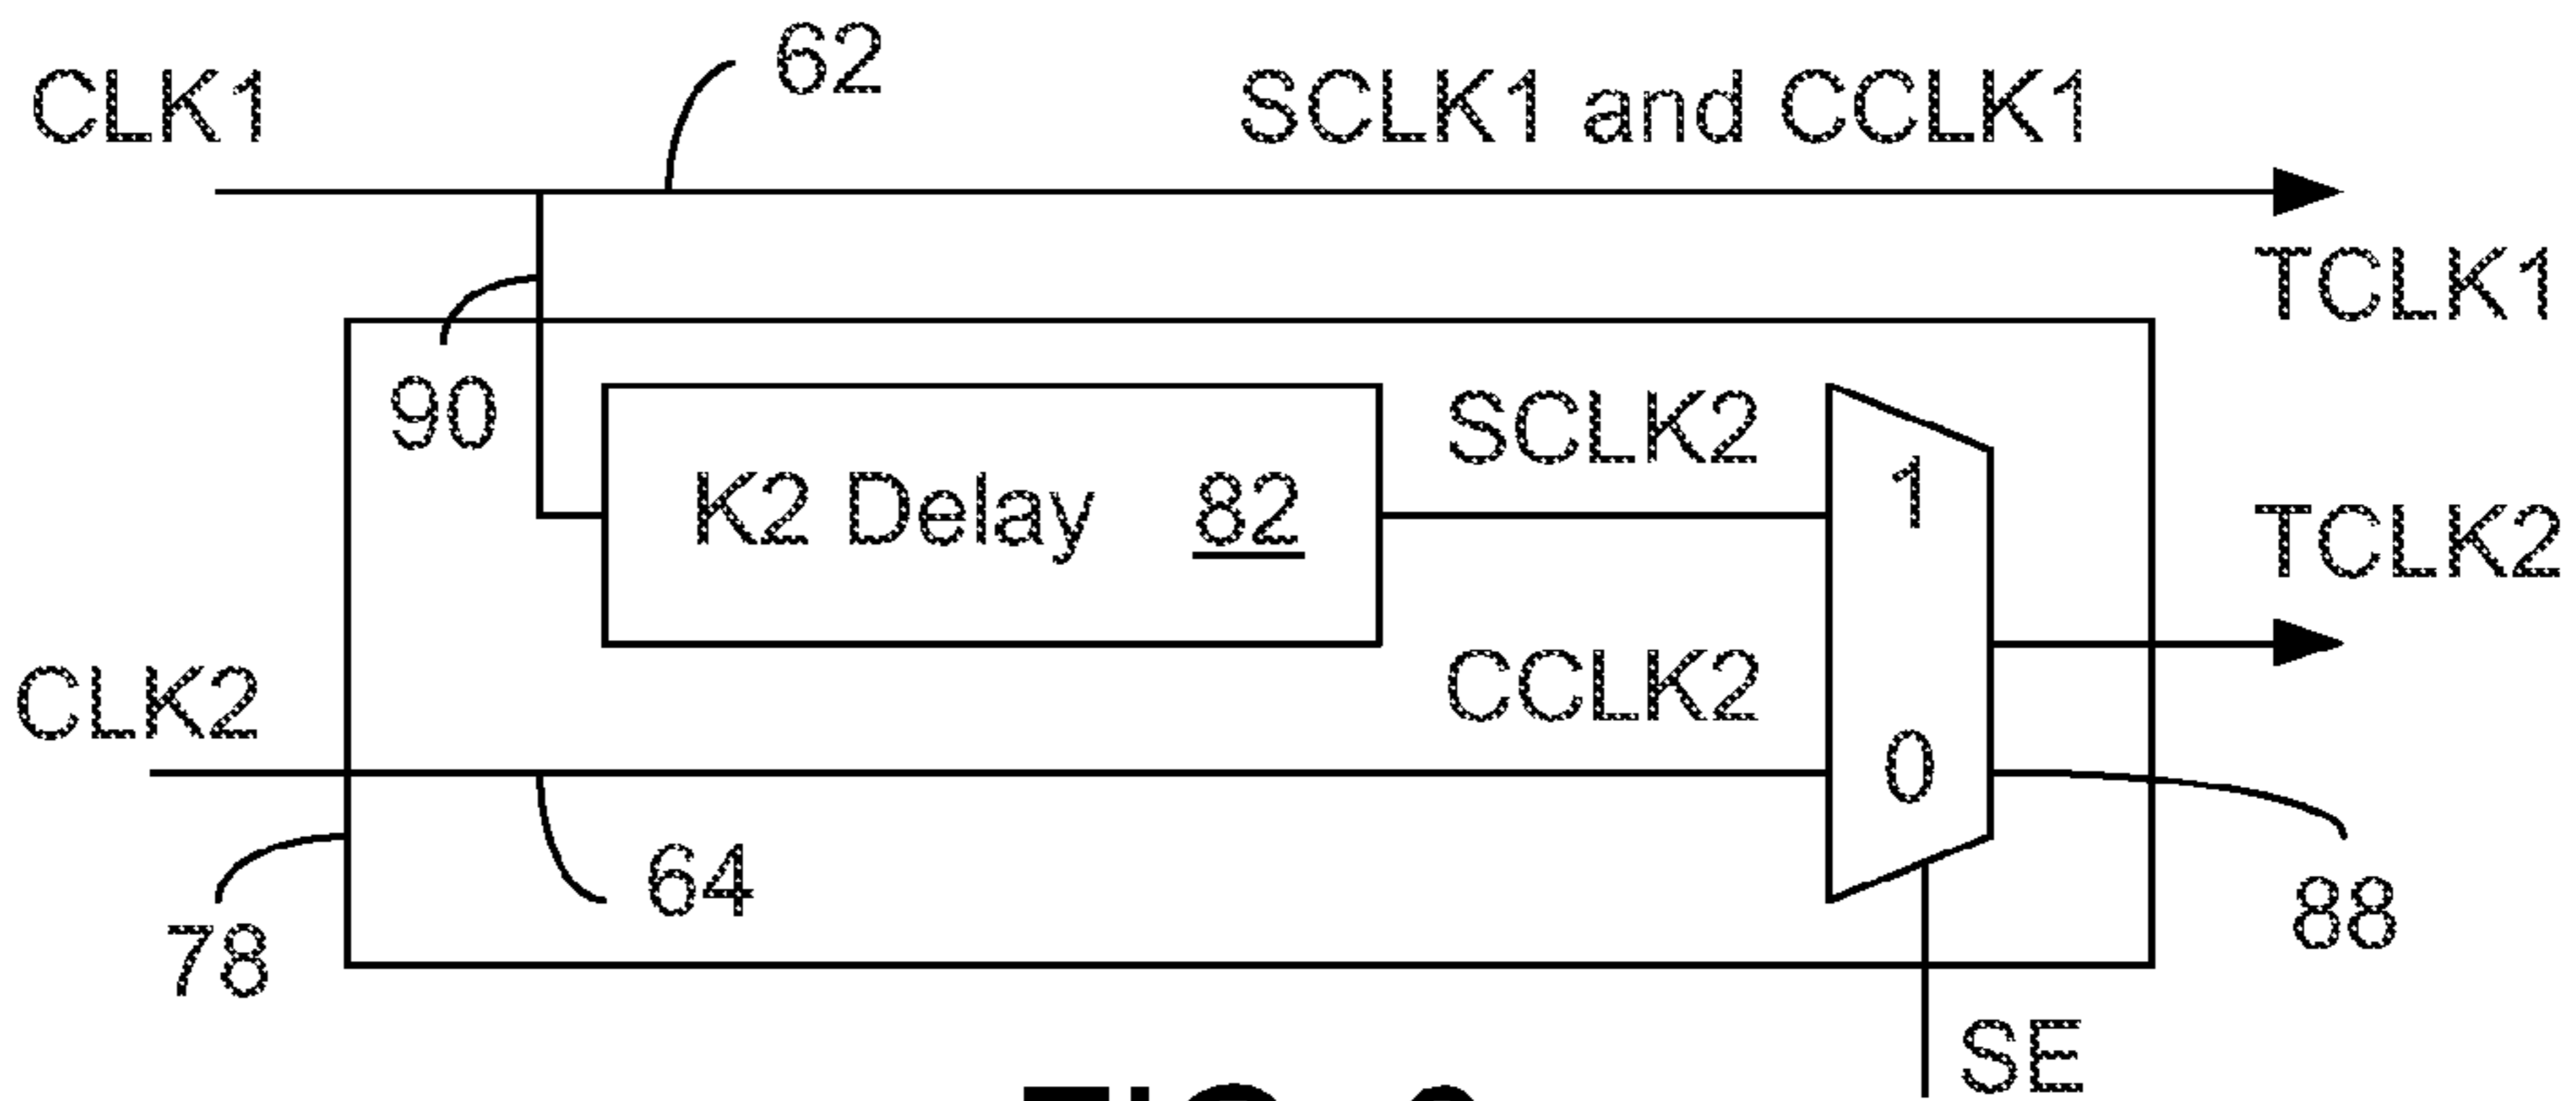 62
CLK1
SCLK1 and CCLK1
TCLK1
90
SCLK2
K2 Delay 82
1
TCLK2
CCLK2
CLK2
0
64
88
78
SE